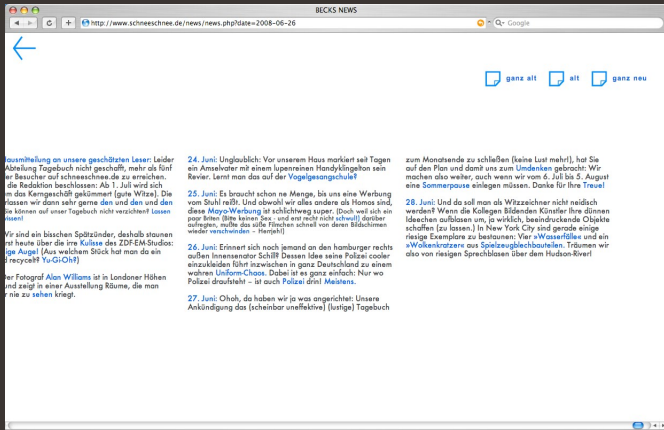 BECKS NEWS
http://www.schneeschnee.de/news/news.php?date=2008-06-26
Google
ganz alt
alt
ganz neu
ausmitteilung an unsere geschätzten Leser: Leider
Abteilung Tagebuch nicht geschafft, mehr als fünf
er Besucher auf schneeschnee.de zu erreichen.
die Redaktion beschlossen: Ab 1. Juli wird sich
m das Kerngeschäft gekümmert (gute Witze). Die
rlassen wir dann sehr gerne den und den und den
Sie können auf unser Tagebuch nicht verzichten? Lassen
wissen!
Wir sind ein bisschen Spätzünder, deshalb staunen
rst heute über die irre Kulisse des ZDF-EM-Studios:
ige Auge! (Aus welchem Stück hat man da ein
d recycelt? Yu-Gi-Oh?)
Der Fotograf Alan Williams ist in Londoner Höhen
und zeigt in einer Ausstellung Räume, die man
r nie zu sehen kriegt.
24. Juni: Unglaublich: Vor unserem Haus markiert seit Tagen
ein Amselvater mit einem lupenreinen Handyklingelton sein
Revier. Lernt man das auf der Vogelgesangschule?
25. Juni: Es braucht schon ne Menge, bis uns eine Werbung
vom Stuhl reißt. Und obwohl wir alles andere als Homos sind,
diese Mayo-Werbung ist schlichtweg super. (Doch weil sich ein
paar Briten (Bitte keinen Sex - und erst recht nicht schwull) darüber
aufregten, mußte das süße Filmchen schnell von deren Bildschirmen
wieder verschwinden – Herrjeh!)
26. Juni: Erinnert sich noch jemand an den hamburger rechts
außen Innensenator Schill? Dessen Idee seine Polizei cooler
einzukleiden führt inzwischen in ganz Deutschland zu einem
wahren Uniform-Chaos. Dabei ist es ganz einfach: Nur wo
Polizei draufsteht – ist auch Polizei drin! Meistens.
27. Juni: Ohoh, da haben wir ja was angerichtet: Unsere
Ankündigung das (scheinbar uneffektive) (lustige) Tagebuch
zum Monatsende zu schließen (keine Lust mehr!), hat Sie
auf den Plan und damit uns zum Umdenken gebracht: Wir
machen also weiter, auch wenn wir vom 6. Juli bis 5. August
eine Sommerpause einlegen müssen. Danke für Ihre Treue!
28. Juni: Und da soll man als Witzzeichner nicht neidisch
werden? Wenn die Kollegen Bildenden Künstler Ihre dünnen
Ideechen aufblasen um, ja wirklich, beeindruckende Objekte
schaffen (zu lassen.) In New York City sind gerade einige
riesige Exemplare zu bestaunen: Vier »Wasserfälle« und ein
»Wolkenkratzer« aus Spielzeugblechbauteilen. Träumen wir
also von riesigen Sprechblasen über dem Hudson-River!